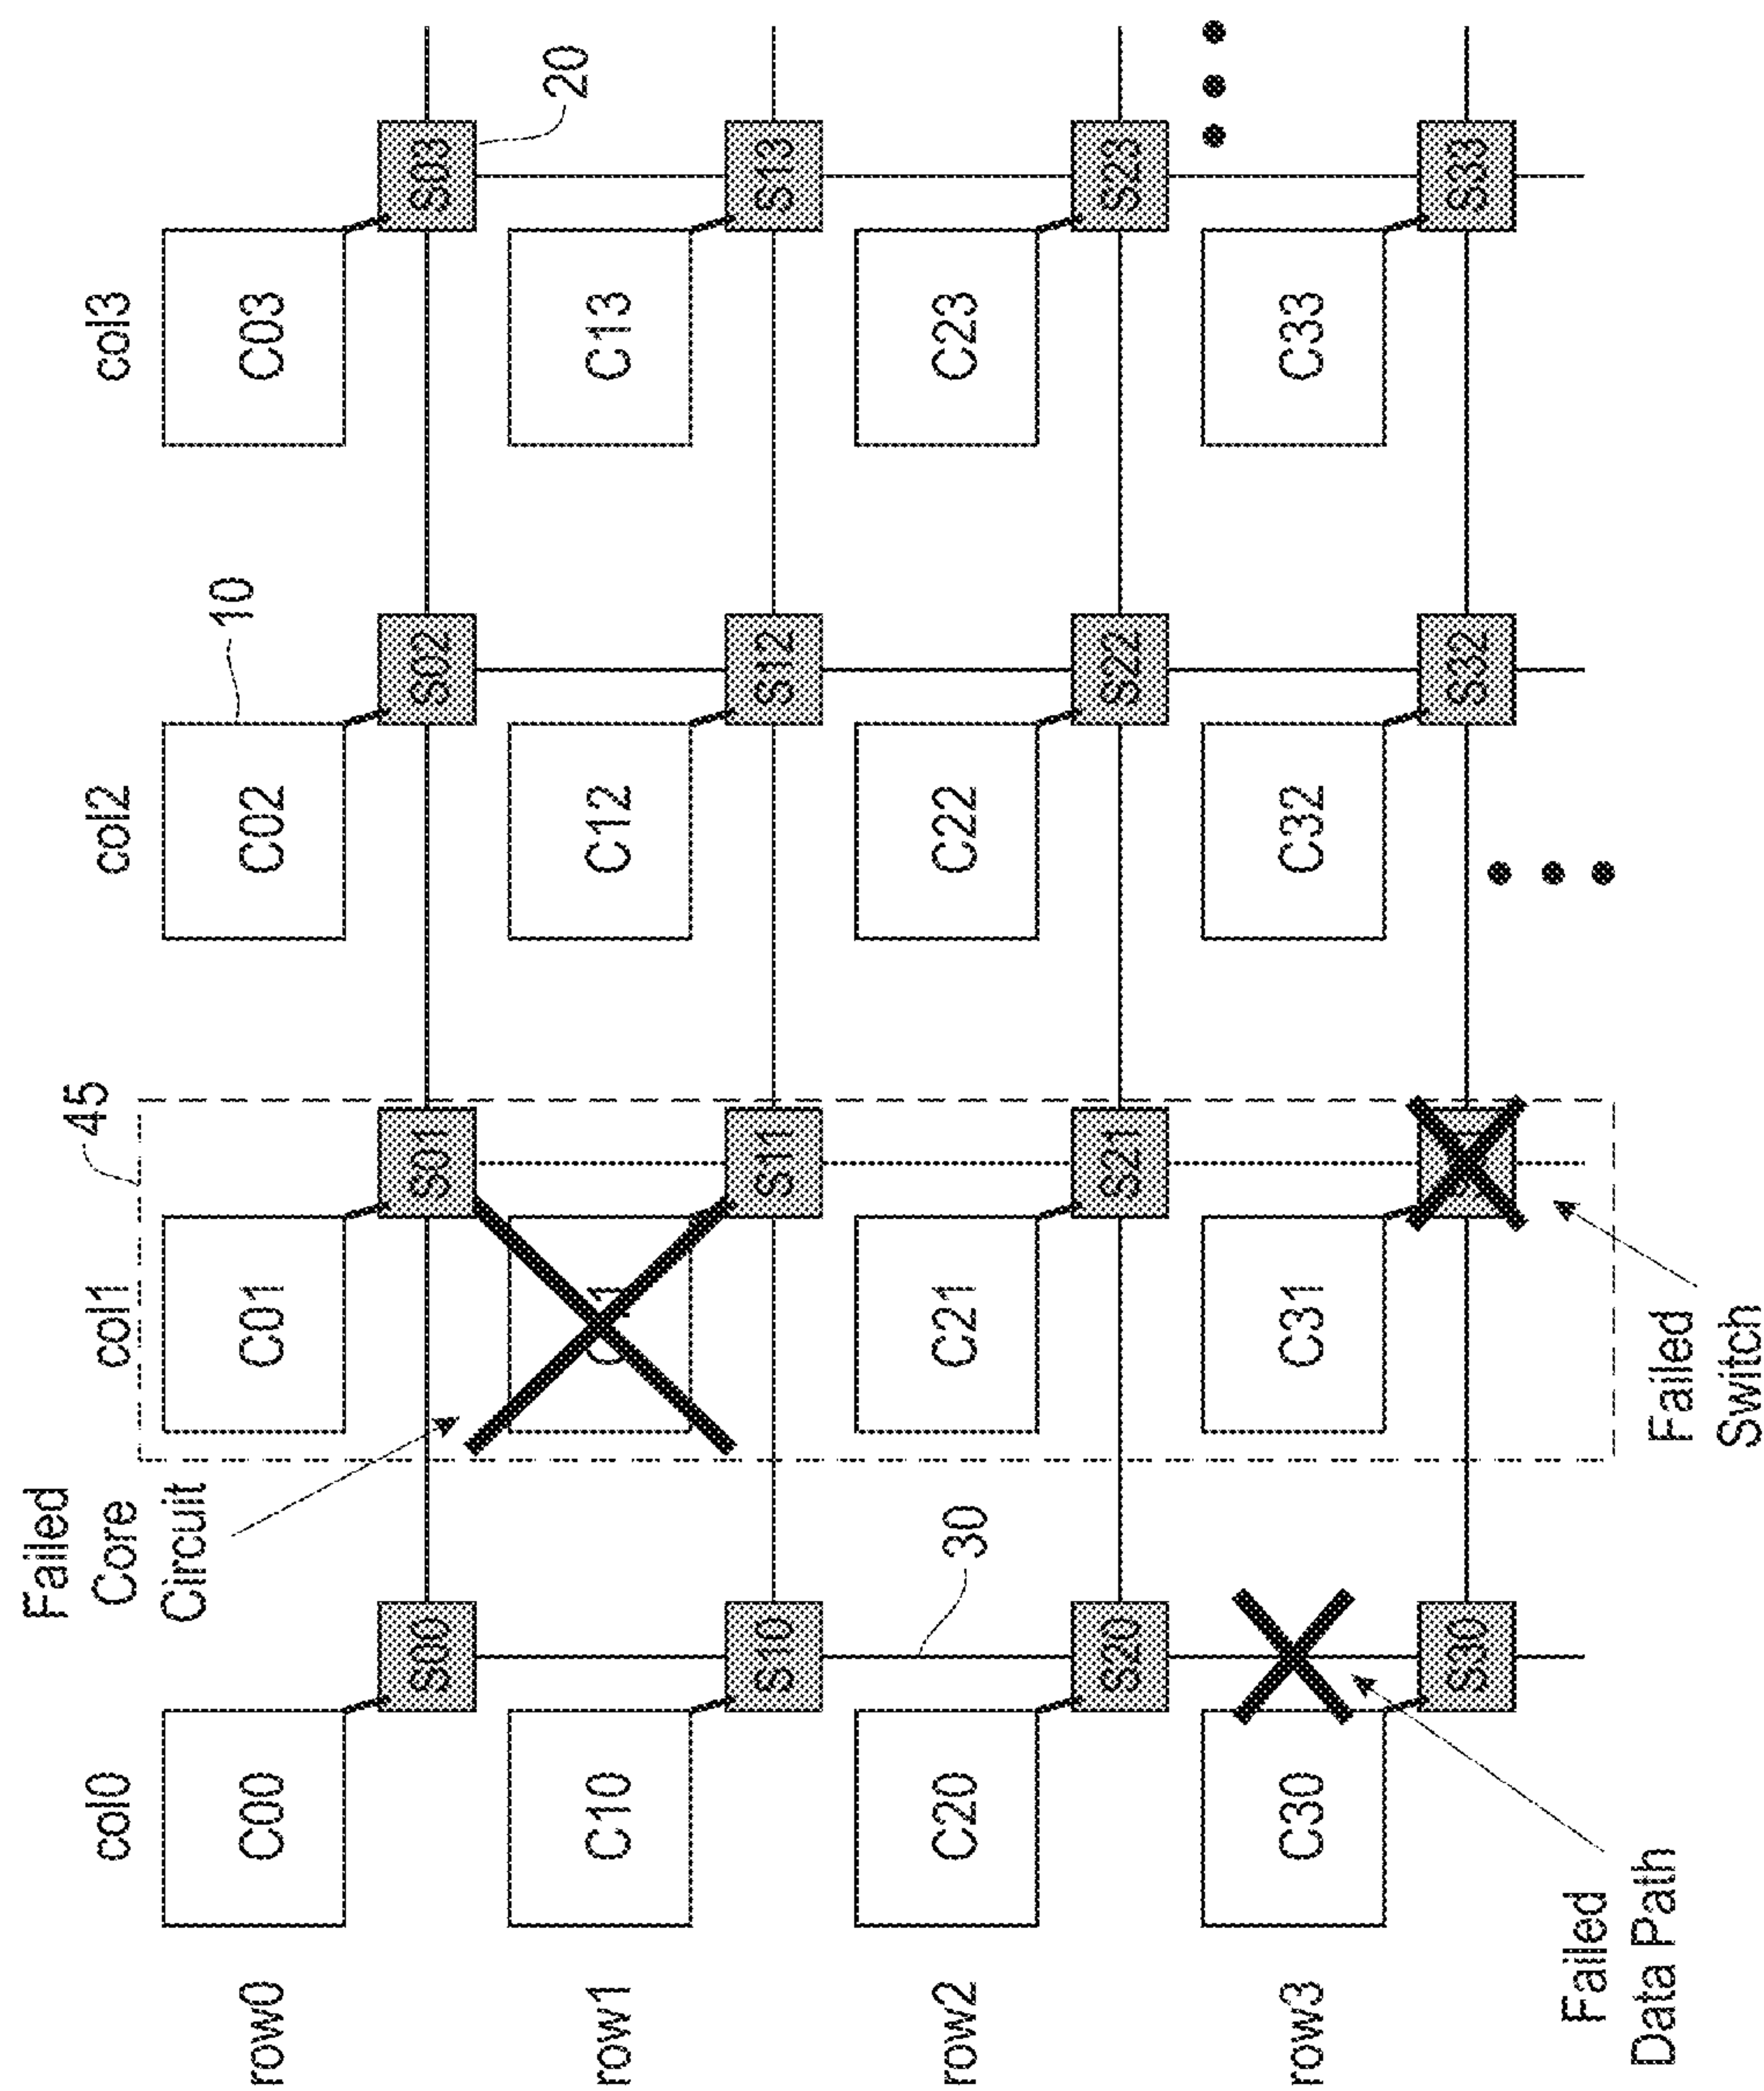 Failed
Core
Circuit
45
col0
col1
col2
col3
10
20
row0
C00
C01
C02
C03
S00
S01
S02
S03
row1
C10
C12
C13
S10
S11
S12
S13
30
row2
C20
C21
C22
C23
S20
S21
S22
S23
row3
C30
C31
C32
C33
S30
S32
S33
Failed
Data Path
Failed
Switch